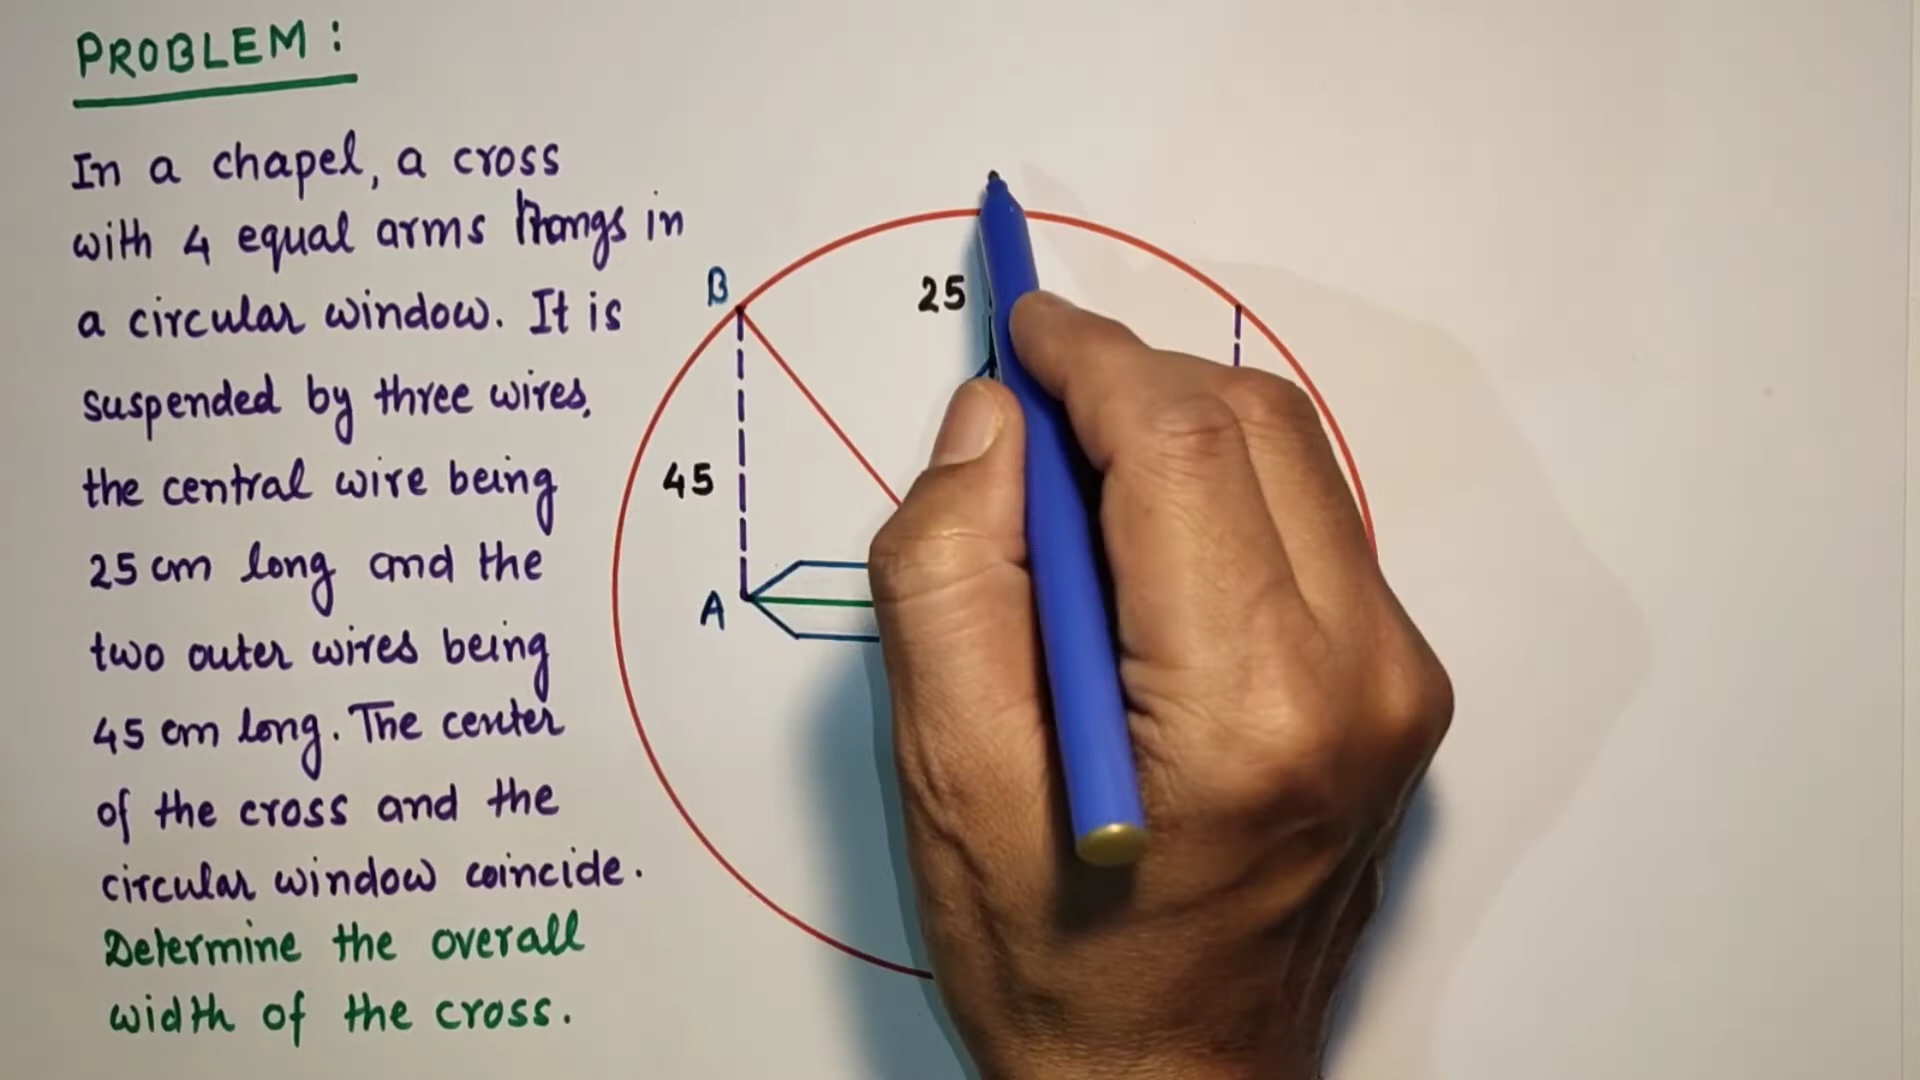 PROBLEM:
In a chapel, a cross
with 4 equal arms hangs in
a circular window. It is
suspended by three wires,
the central wire being
25 cm long and the
two outer wires being
45 cm long. The center
of the cross and the
circular window coincide.
Determine the overall
width of the cross.
B
25
45
A